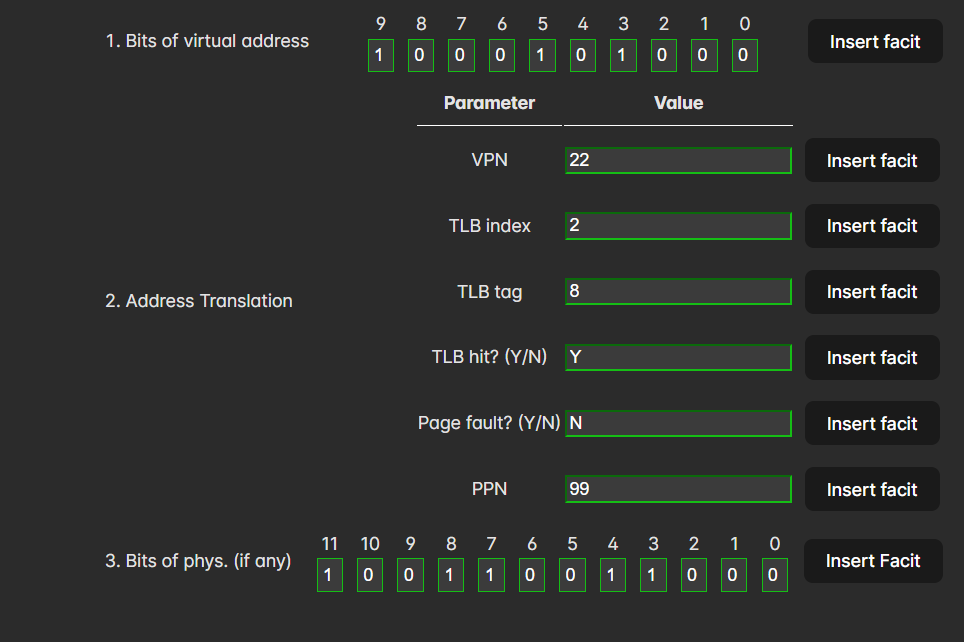 9 8 7 6 5 4 3 2 1 0
1. Bits of virtual address 1 0 0 0 1 0 1 0 0 0 Insert facit
Parameter Value
VPN 22 Insert facit
TLB index 2 Insert facit
TLB tag 8 Insert facit
2. Address Translation
TLB hit? (Y/N) Y Insert facit
Page fault? (Y/N) N Insert facit
PPN 99 Insert facit
11 10 9 8 7 6 5 4 3 2 1 0
3. Bits of phys. (if any) 1 0 0 1 1 0 0 1 1 0 0 0 Insert Facit